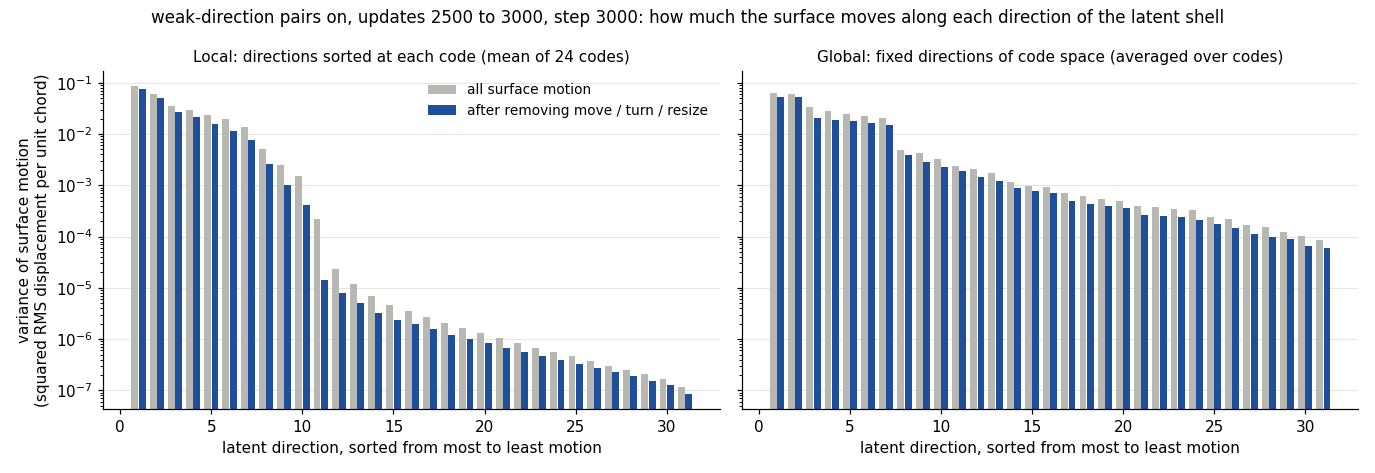 weak-direction pairs on, updates 2500 to 3000, step 3000: how much the surface moves along each direction of the latent shell
Local: directions sorted at each code (mean of 24 codes)
Global: fixed directions of code space (averaged over codes)
all surface motion
after removing move / turn / resize
variance of surface motion
(squared RMS displacement per unit chord)
10⁻¹
10⁻²
10⁻³
10⁻⁴
10⁻⁵
10⁻⁶
10⁻⁷
0 5 10 15 20 25 30
0 5 10 15 20 25 30
latent direction, sorted from most to least motion
latent direction, sorted from most to least motion